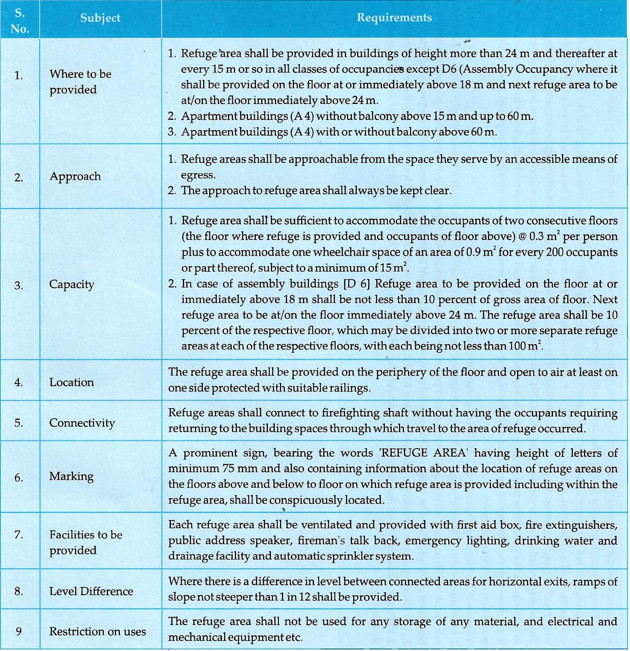 S. No.
Subject
Requirements
1.
Where to be
provided
1. Refuge area shall be provided in buildings of height more than 24 m and thereafter at
every 15 m or so in all classes of occupancies except D6 (Assembly Occupancy where it
shall be provided on the floor at or immediately above 18 m and next refuge area to be
at/on the floor immediately above 24 m.
2. Apartment buildings (A 4) without balcony above 15 m and up to 60 m.
3. Apartment buildings (A 4) with or without balcony above 60 m.
2.
Approach
1. Refuge areas shall be approachable from the space they serve by an accessible means of
egress.
2. The approach to refuge area shall always be kept clear.
3.
Capacity
1. Refuge area shall be sufficient to accommodate the occupants of two consecutive floors
(the floor where refuge is provided and occupants of floor above) @ 0.3 m² per person
plus to accommodate one wheelchair space of an area of 0.9 m² for every 200 occupants
or part thereof, subject to a minimum of 15 m².
2. In case of assembly buildings [D 6] Refuge area to be provided on the floor at or
immediately above 18 m shall be not less than 10 percent of gross area of floor. Next
refuge area to be at/on the floor immediately above 24 m. The refuge area shall be 10
percent of the respective floor, which may be divided into two or more separate refuge
areas at each of the respective floors, with each being not less than 100 m².
4.
Location
The refuge area shall be provided on the periphery of the floor and open to air at least on
one side protected with suitable railings.
5.
Connectivity
Refuge areas shall connect to firefighting shaft without having the occupants requiring
returning to the building spaces through which travel to the area of refuge occurred.
6.
Marking
A prominent sign, bearing the words 'REFUGE AREA' having height of letters of
minimum 75 mm and also containing information about the location of refuge areas on
the floors above and below to floor on which refuge area is provided including within the
refuge area, shall be conspicuously located.
7.
Facilities to be
provided
Each refuge area shall be ventilated and provided with first aid box, fire extinguishers,
public address speaker, fireman's talk back, emergency lighting, drinking water and
drainage facility and automatic sprinkler system.
8.
Level Difference
Where there is a difference in level between connected areas for horizontal exits, ramps of
slope not steeper than 1 in 12 shall be provided.
9
Restriction on uses
The refuge area shall not be used for any storage of any material, and electrical and
mechanical equipment etc.